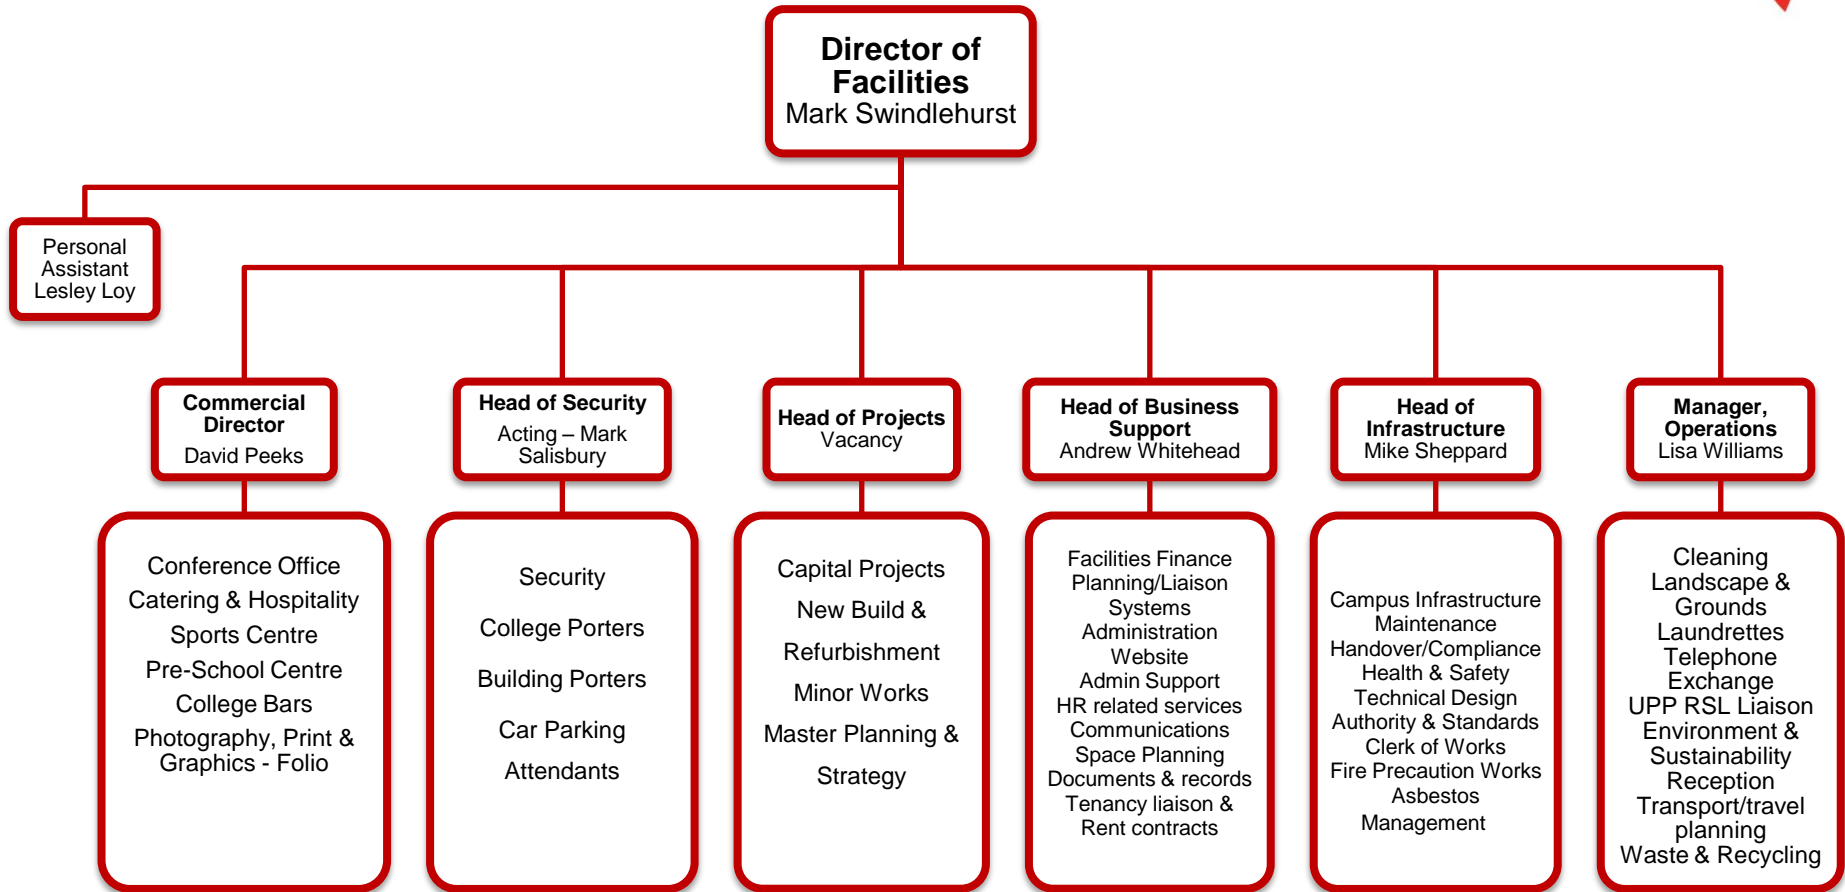 Director of
Facilities
Mark Swindlehurst
Personal
Assistant
Lesley Loy
Commercial
Director
David Peeks
Head of Security
Acting – Mark
Salisbury
Head of Projects
Vacancy
Head of Business
Support
Andrew Whitehead
Head of
Infrastructure
Mike Sheppard
Manager,
Operations
Lisa Williams
Conference Office
Catering & Hospitality
Sports Centre
Pre-School Centre
College Bars
Photography, Print &
Graphics - Folio
Security
College Porters
Building Porters
Car Parking
Attendants
Capital Projects
New Build &
Refurbishment
Minor Works
Master Planning &
Strategy
Facilities Finance
Planning/Liaison
Systems
Administration
Website
Admin Support
HR related services
Communications
Space Planning
Documents & records
Tenancy liaison &
Rent contracts
Campus Infrastructure
Maintenance
Handover/Compliance
Health & Safety
Technical Design
Authority & Standards
Clerk of Works
Fire Precaution Works
Asbestos
Management
Cleaning
Landscape &
Grounds
Laundrettes
Telephone
Exchange
UPP RSL Liaison
Environment &
Sustainability
Reception
Transport/travel
planning
Waste & Recycling